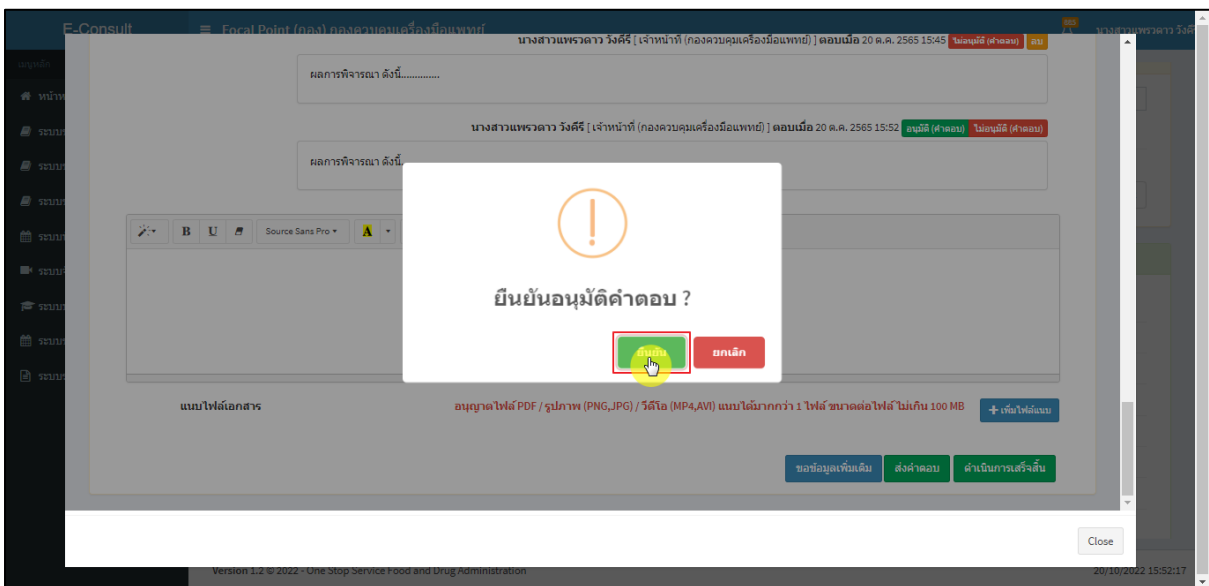 E-Consult
Focal Point (กอง) กองควบคุมเครื่องมือแพทย์
555
นางสาวแพรวดาว วังคีรี [ เจ้าหน้าที่ (กองควบคุมเครื่องมือแพทย์) ] ตอบเมื่อ 20 ต.ค. 2565 15:45 ไม่อนุมัติ (คำตอบ) ลบ
นางสาวแพรวดาว
เมนูหลัก
ผลการพิจารณา ดังนี้..............
นางสาวแพรวดาว วังคีรี [ เจ้าหน้าที่ (กองควบคุมเครื่องมือแพทย์) ] ตอบเมื่อ 20 ต.ค. 2565 15:52 อนุมัติ (คำตอบ) ไม่อนุมัติ (คำตอบ)
ผลการพิจารณา ดังนี้
B U Source Sans Pro A
ยืนยันอนุมัติคำตอบ ?
ยืนยัน ยกเลิก
แนบไฟล์เอกสาร
อนุญาตไฟล์ PDF / รูปภาพ (PNG,JPG) / วีดีโอ (MP4,AVI) แนบได้มากกว่า 1 ไฟล์ ขนาดต่อไฟล์ ไม่เกิน 100 MB
+ เพิ่มไฟล์แนบ
ขอข้อมูลเพิ่มเติม ส่งคำตอบ ดำเนินการเสร็จสิ้น
Close
Version 1.2 © 2022 - One Stop Service Food and Drug Administration
20/10/2022 15:52:17